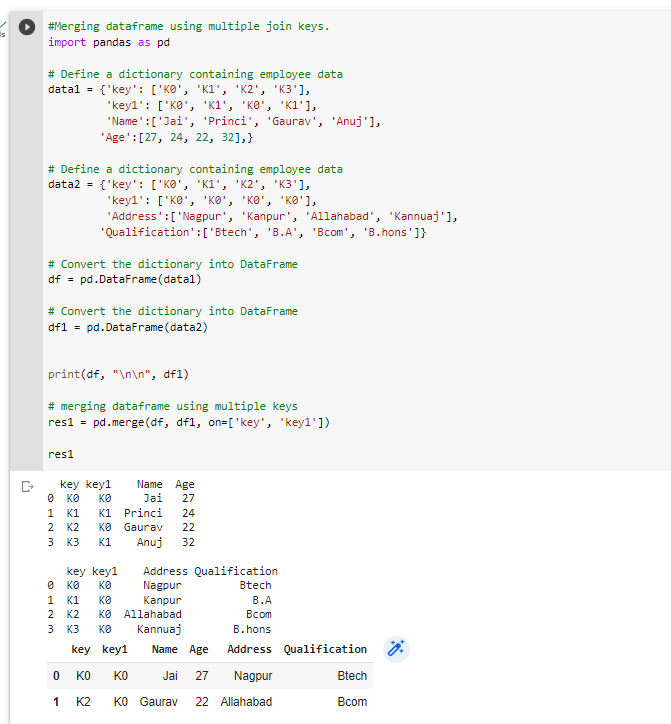 #Merging dataframe using multiple join keys.
import pandas as pd
# Define a dictionary containing employee data
data1 = {'key': ['K0', 'K1', 'K2', 'K3'],
'key1': ['K0', 'K1', 'K0', 'K1'],
'Name':['Jai', 'Princi', 'Gaurav', 'Anuj'],
'Age':[27, 24, 22, 32],}
# Define a dictionary containing employee data
data2 = {'key': ['K0', 'K1', 'K2', 'K3'],
'key1': ['K0', 'K0', 'K0', 'K0'],
'Address':['Nagpur', 'Kanpur', 'Allahabad', 'Kannuaj'],
'Qualification':['Btech', 'B.A', 'Bcom', 'B.hons']}
# Convert the dictionary into DataFrame
df = pd.DataFrame(data1)
# Convert the dictionary into DataFrame
df1 = pd.DataFrame(data2)
print(df, "\n\n", df1)
# merging dataframe using multiple keys
res1 = pd.merge(df, df1, on=['key', 'key1'])
res1
key key1 Name Age
0 K0 K0 Jai 27
1 K1 K1 Princi 24
2 K2 K0 Gaurav 22
3 K3 K1 Anuj 32
key key1 Address Qualification
0 K0 K0 Nagpur Btech
1 K1 K0 Kanpur B.A
2 K2 K0 Allahabad Bcom
3 K3 K0 Kannuaj B.hons
key key1 Name Age Address Qualification
0 K0 K0 Jai 27 Nagpur Btech
1 K2 K0 Gaurav 22 Allahabad Bcom